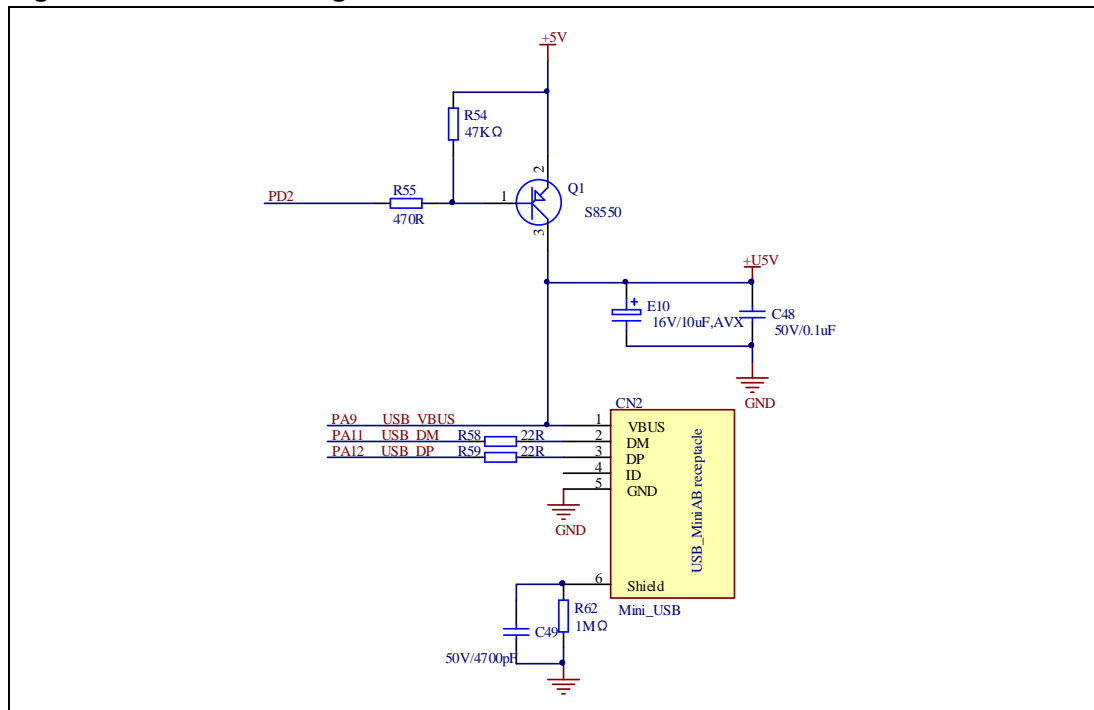 +5V
R54
47KΩ
2
Q1
PD2
R55
1
S8550
470R
3
+U5V
E10
+
16V/10uF,AVX
C48
50V/0.1uF
GND
CN2
PA9 USB_VBUS
1
VBUS
PA11 USB_DM R58 22R
2
DM
PA12 USB_DP R59 22R
3
DP
4
ID
5
GND
GND
USB_MiniAB receptacle
6
Shield
Mini_USB
R62
1MΩ
C49
50V/4700pF